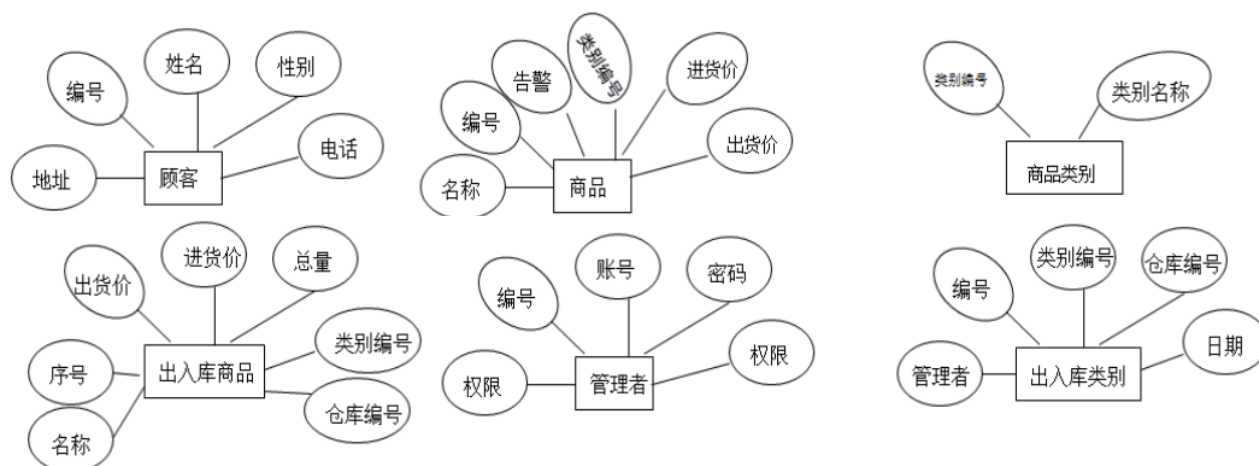 编号
姓名
性别
电话
地址
顾客
名称
编号
告警
类别编号
进货价
出货价
商品
类别编号
类别名称
商品类别
出货价
进货价
总量
类别编号
仓库编号
序号
名称
出入库商品
编号
账号
密码
权限
权限
管理者
编号
类别编号
仓库编号
日期
管理者
出入库类别